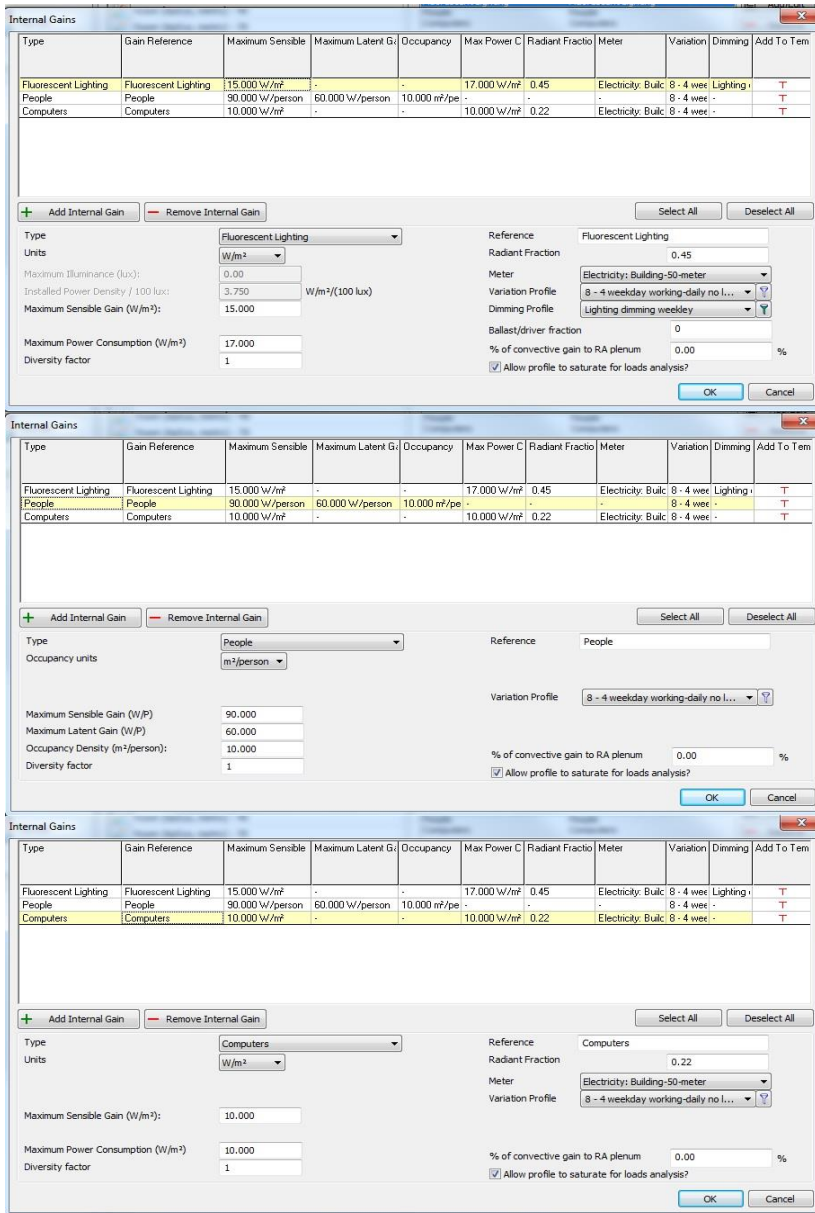 Internal Gains
Type Gain Reference Maximum Sensible Maximum Latent Ga Occupancy Max Power C Radiant Fractio Meter Variation Dimming Add To Tem
Fluorescent Lighting Fluorescent Lighting 15.000 W/m² - - 17.000 W/m² 0.45 Electricity: Builc 8 - 4 wee Lighting
People People 90.000 W/person 60.000 W/person 10.000 m²/pe - - - 8 - 4 wee -
Computers Computers 10.000 W/m² - - 10.000 W/m² 0.22 Electricity: Builc 8 - 4 wee -
+ Add Internal Gain — Remove Internal Gain Select All Deselect All
Type Fluorescent Lighting Reference Fluorescent Lighting
Units W/m² Radiant Fraction 0.45
Maximum Illuminance (lux): 0.00 Meter Electricity: Building-50-meter
Installed Power Density / 100 lux: 3.750 W/m²/(100 lux) Variation Profile 8 - 4 weekday working-daily no l...
Maximum Sensible Gain (W/m²): 15.000 Dimming Profile Lighting dimming weekley
Ballast/driver fraction 0
Maximum Power Consumption (W/m²) 17.000 % of convective gain to RA plenum 0.00 %
Diversity factor 1 Allow profile to saturate for loads analysis?
OK Cancel
Internal Gains
Type Gain Reference Maximum Sensible Maximum Latent Ga Occupancy Max Power C Radiant Fractio Meter Variation Dimming Add To Tem
Fluorescent Lighting Fluorescent Lighting 15.000 W/m² - - 17.000 W/m² 0.45 Electricity: Builc 8 - 4 wee Lighting
People People 90.000 W/person 60.000 W/person 10.000 m²/pe - - - 8 - 4 wee -
Computers Computers 10.000 W/m² - - 10.000 W/m² 0.22 Electricity: Builc 8 - 4 wee -
+ Add Internal Gain — Remove Internal Gain Select All Deselect All
Type People Reference People
Occupancy units m²/person
Variation Profile 8 - 4 weekday working-daily no l...
Maximum Sensible Gain (W/P) 90.000
Maximum Latent Gain (W/P) 60.000
Occupancy Density (m²/person): 10.000 % of convective gain to RA plenum 0.00 %
Diversity factor 1 Allow profile to saturate for loads analysis?
OK Cancel
Internal Gains
Type Gain Reference Maximum Sensible Maximum Latent Ga Occupancy Max Power C Radiant Fractio Meter Variation Dimming Add To Tem
Fluorescent Lighting Fluorescent Lighting 15.000 W/m² - - 17.000 W/m² 0.45 Electricity: Builc 8 - 4 wee Lighting
People People 90.000 W/person 60.000 W/person 10.000 m²/pe - - - 8 - 4 wee -
Computers Computers 10.000 W/m² - - 10.000 W/m² 0.22 Electricity: Builc 8 - 4 wee -
+ Add Internal Gain — Remove Internal Gain Select All Deselect All
Type Computers Reference Computers
Units W/m² Radiant Fraction 0.22
Meter Electricity: Building-50-meter
Variation Profile 8 - 4 weekday working-daily no l...
Maximum Sensible Gain (W/m²): 10.000
Maximum Power Consumption (W/m²) 10.000 % of convective gain to RA plenum 0.00 %
Diversity factor 1 Allow profile to saturate for loads analysis?
OK Cancel